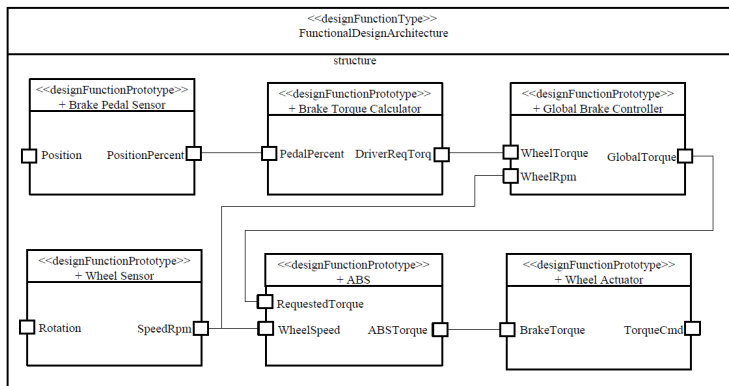 <<designFunctionType>>
FunctionalDesignArchitecture
structure
<<designFunctionPrototype>>
+ Brake Pedal Sensor
Position
PositionPercent
<<designFunctionPrototype>>
+ Brake Torque Calculator
PedalPercent
DriverReqTorq
<<designFunctionPrototype>>
+ Global Brake Controller
WheelTorque
WheelRpm
GlobalTorque
<<designFunctionPrototype>>
+ Wheel Sensor
Rotation
SpeedRpm
<<designFunctionPrototype>>
+ ABS
RequestedTorque
WheelSpeed
ABSTorque
<<designFunctionPrototype>>
+ Wheel Actuator
BrakeTorque
TorqueCmd